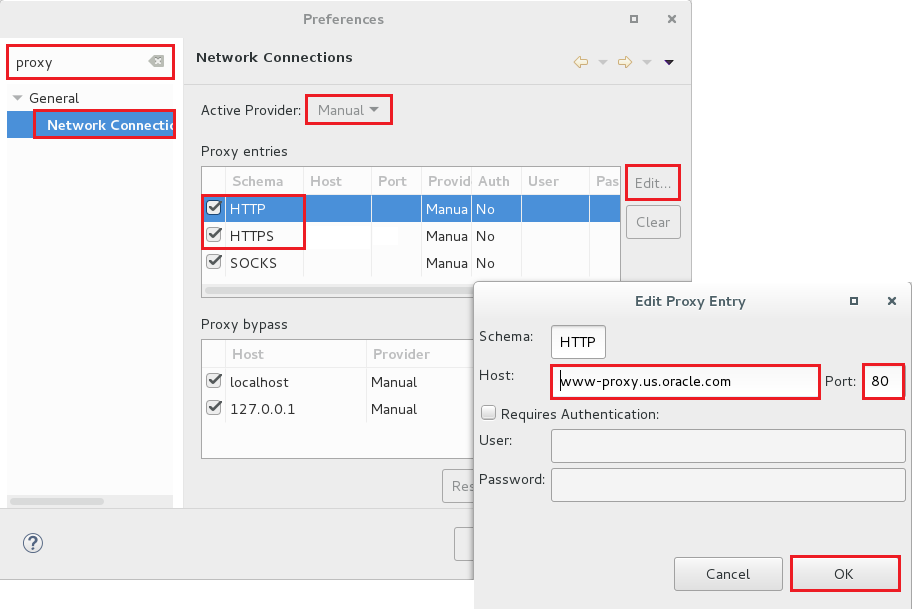 Preferences
proxy
General
Network Connectic
Network Connections
Active Provider: Manual
Proxy entries
Schema Host Port Provid Auth User Pas
HTTP Manua No
HTTPS Manua No
SOCKS Manua No
Edit...
Clear
Proxy bypass
Host Provider
localhost Manual
127.0.0.1 Manual
Res
Edit Proxy Entry
Schema: HTTP
Host: www-proxy.us.oracle.com Port: 80
Requires Authentication:
User:
Password:
Cancel OK